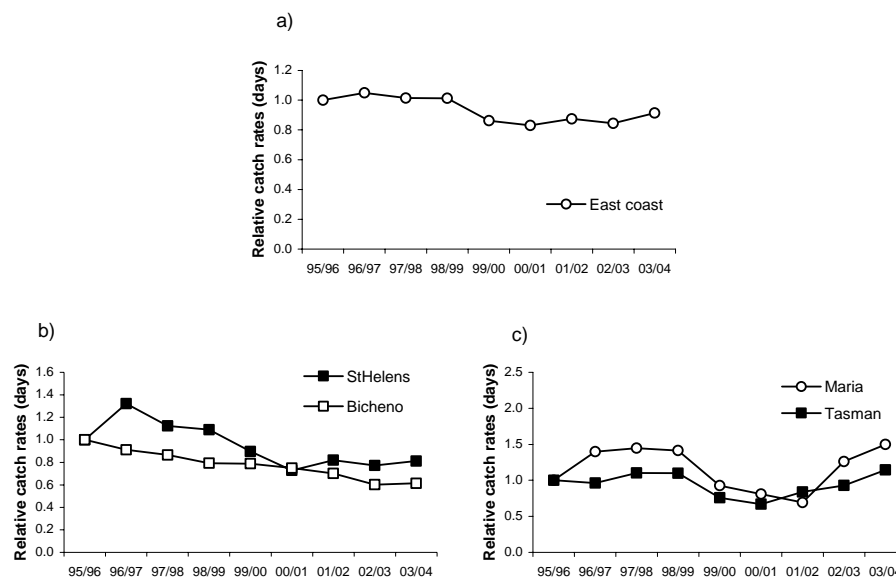 a)
Relative catch rates (days)
1.2
1.0
0.8
0.6
0.4
0.2
0.0
East coast
95/96 96/97 97/98 98/99 99/00 00/01 01/02 02/03 03/04
b)
Relative catch rates (days)
1.6
1.4
1.2
1.0
0.8
0.6
0.4
0.2
0.0
StHelens
Bicheno
95/96 96/97 97/98 98/99 99/00 00/01 01/02 02/03 03/04
c)
Relative catch rates (days)
2.5
2.0
1.5
1.0
0.5
0.0
Maria
Tasman
95/96 96/97 97/98 98/99 99/00 00/01 01/02 02/03 03/04